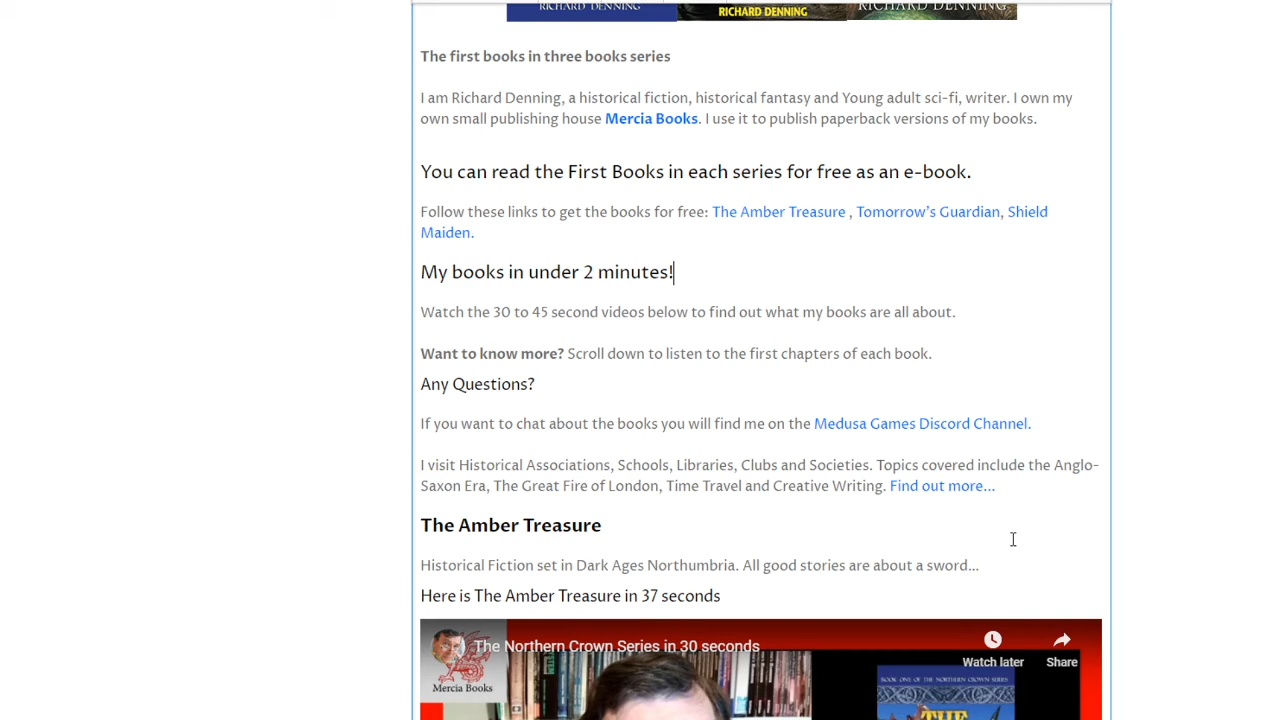 RICHARD DENNING RICHARD DENNING RICHARD DENNING
The first books in three books series
I am Richard Denning, a historical fiction, historical fantasy and Young adult sci-fi, writer. I own my
own small publishing house Mercia Books. I use it to publish paperback versions of my books.
You can read the First Books in each series for free as an e-book.
Follow these links to get the books for free: The Amber Treasure , Tomorrow's Guardian, Shield
Maiden.
My books in under 2 minutes!
Watch the 30 to 45 second videos below to find out what my books are all about.
Want to know more? Scroll down to listen to the first chapters of each book.
Any Questions?
If you want to chat about the books you will find me on the Medusa Games Discord Channel.
I visit Historical Associations, Schools, Libraries, Clubs and Societies. Topics covered include the Anglo-
Saxon Era, The Great Fire of London, Time Travel and Creative Writing. Find out more...
The Amber Treasure
Historical Fiction set in Dark Ages Northumbria. All good stories are about a sword...
Here is The Amber Treasure in 37 seconds
The Northern Crown Series in 30 seconds
Watch later Share
Mercia Books
BOOK ONE OF THE NORTHERN CROWN SERIES
THE